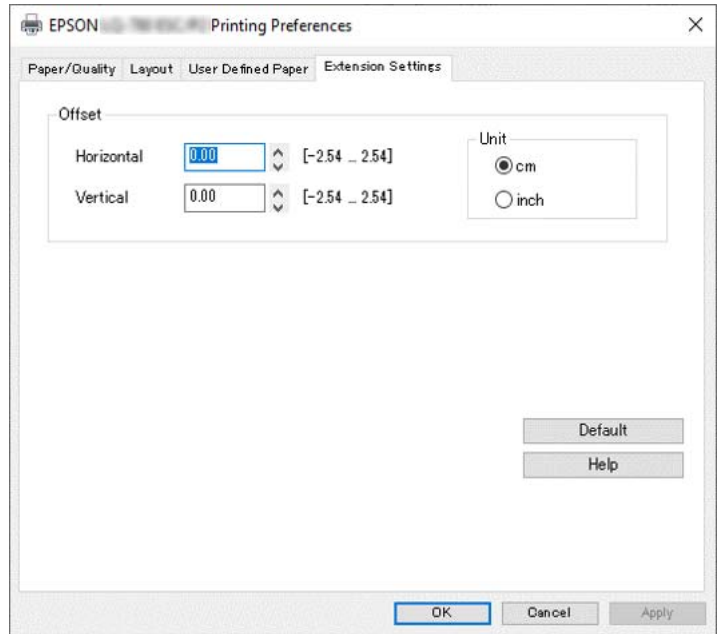 EPSON Printing Preferences
Paper/Quality Layout User Defined Paper Extension Settings
Offset
Unit
Horizontal 0.00 [-2.54 .. 2.54] cm
Vertical 0.00 [-2.54 .. 2.54] inch
Default
Help
OK Cancel Apply